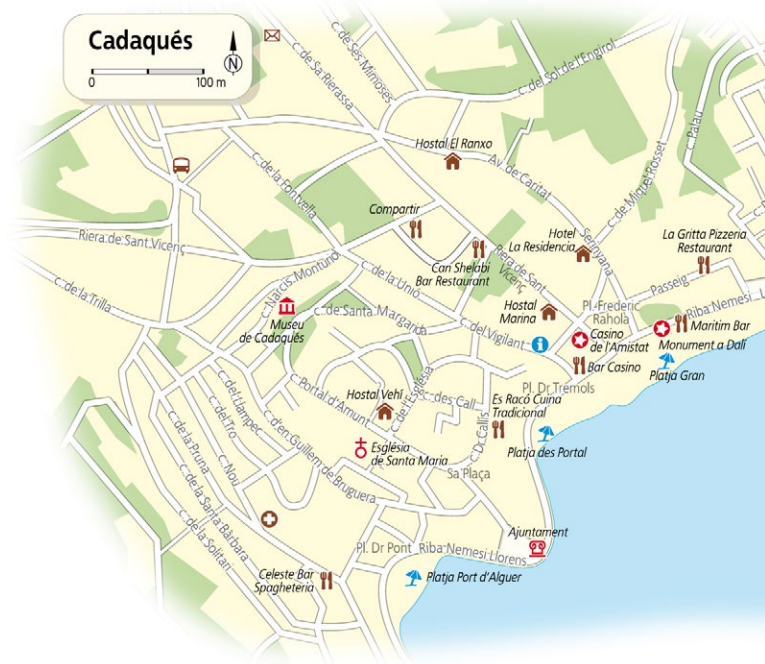 Cadaqués
N
0 100 m
c. de Sa Rierassa
c. de Ses Mimoses
c. de Sol de l'Engirol
c. Palau
Hostal El Ranxo
Av. de Caritat
c. de Miquel Rosset
c. de la Fontvella
Compartir
Riera de Sant Vicenç
Can Shelabi
Bar Restaurant
Riera de Sant
Vicenç
Hotel
La Residencia
Serinyana
La Gritta Pizzeria
Restaurant
Passeig
c. de la Trilla
c. Narcís Monturiol
c. de la Unió
Museu
de Cadaqués
c. de Santa Margarida
c. del Vigilant
Hostal
Marina
Pl. Frederic
Rahola
Riba Nemesi L
Maritim Bar
Casino
de l'Amistat
Monument a Dalí
Bar Casino
Platja Gran
Pl. Dr Tremols
c. del Llampec
c. del Tro
c. Portal d'Amunt
Hostal Vehí
c. de l'Església
c. des Call
c. Dr Callís
Es Racó Cuina
Tradicional
Platja des Portal
c. de la Pruna
c. Nou
c. d'en Guillem de Bruguera
Església
de Santa Maria
Sa Plaça
c. de la Santa Bàrbara
c. de la Solitari
Ajuntament
Pl. Dr Pont
Riba Nemesi Llorens
Celeste Bar
Spagheteria
Platja Port d'Alguer